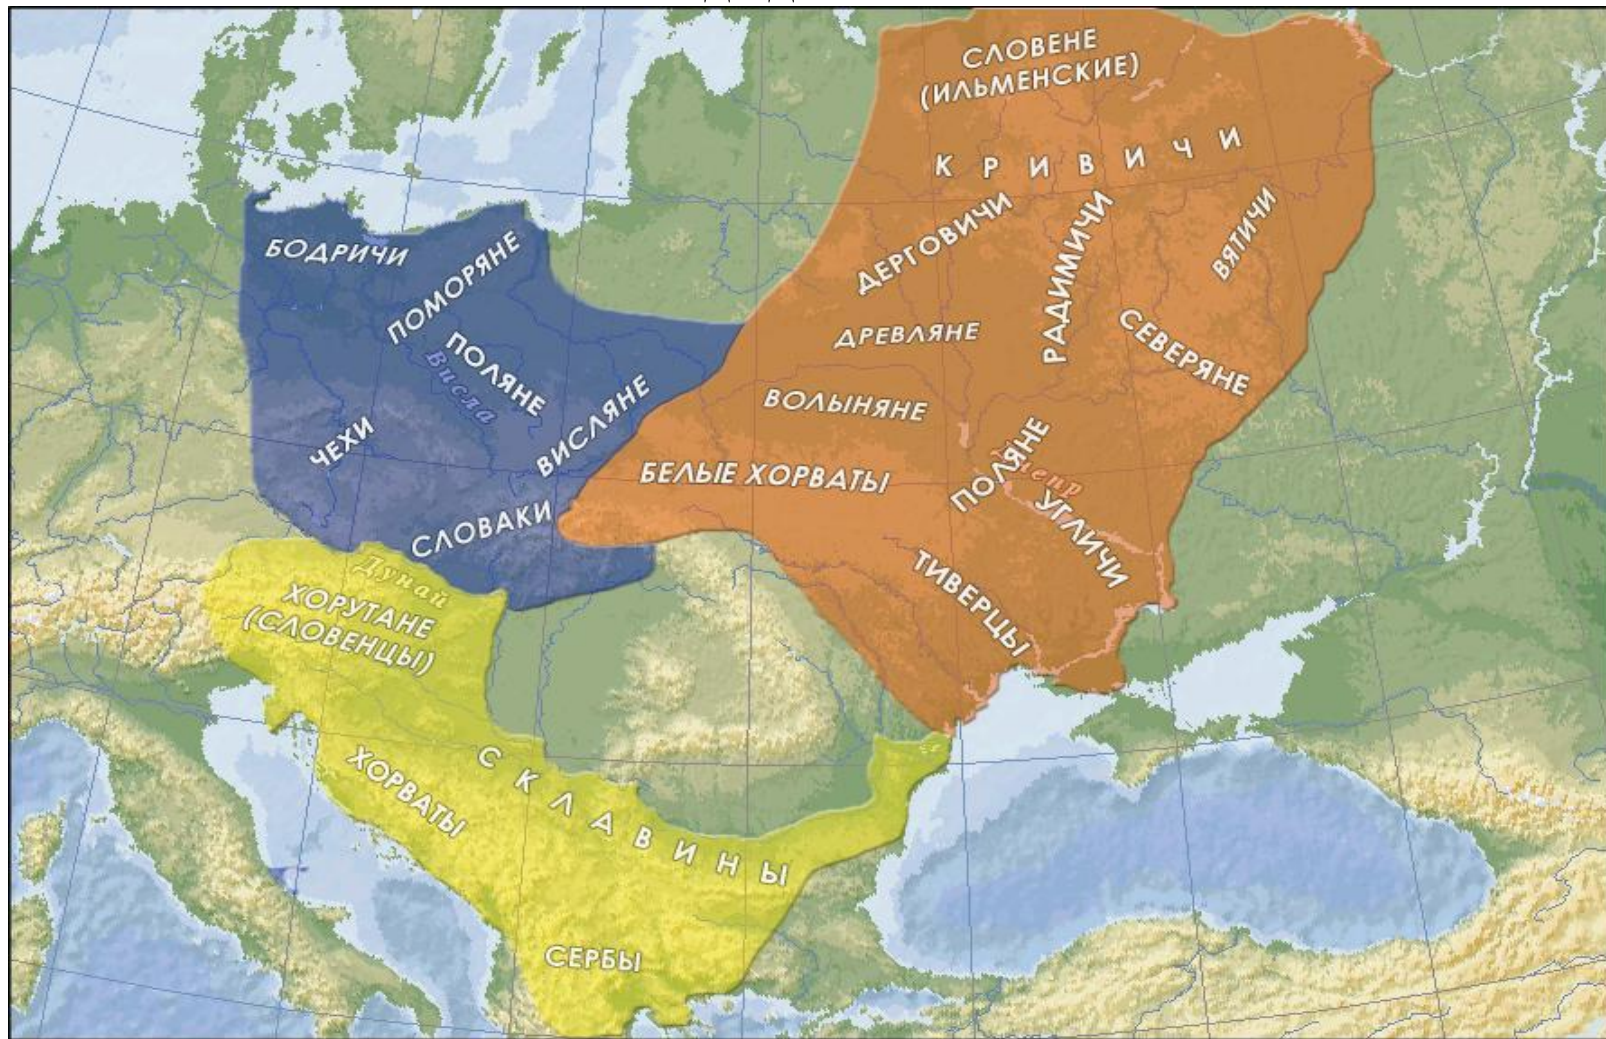 СЛОВЕНЕ
(ИЛЬМЕНСКИЕ)
КРИВИЧИ
ДЕРГОВИЧИ
РАДИМИЧИ
ВЯТИЧИ
БОДРИЧИ
ПОМОРЯНЕ
ПОЛЯНЕ
Висла
ДРЕВЛЯНЕ
СЕВЕРЯНЕ
ЧЕХИ
ВИСЛЯНЕ
ВОЛЫНЯНЕ
БЕЛЫЕ ХОРВАТЫ
ПОЛЯНЕ
Днепр
УГЛИЧИ
СЛОВАКИ
ТИВЕРЦЫ
Дунай
ХОРУТАНЕ
(СЛОВЕНЦЫ)
СКЛАВИНЫ
ХОРВАТЫ
СЕРБЫ